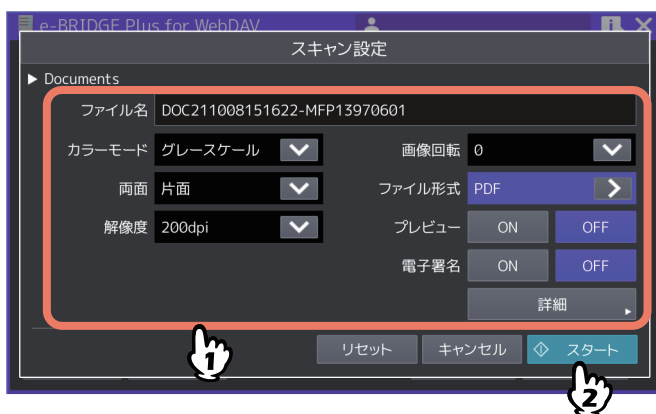 e-BRIDGE Plus for WebDAV
スキャン設定
▶ Documents
ファイル名 DOC211008151622-MFP13970601
カラーモード グレースケール 画像回転 0
両面 片面 ファイル形式 PDF
解像度 200dpi プレビュー ON OFF
電子署名 ON OFF
詳細
リセット キャンセル スタート
1
2